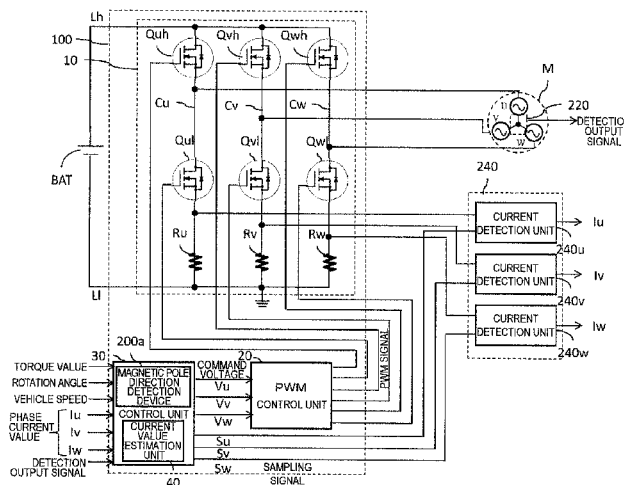 Lh
100
10
Quh
Qvh
Qwh
M
U
V
W
220
DETECTION
OUTPUT
SIGNAL
Cu
Cv
Cw
BAT
Qul
Qvl
Qwl
240
CURRENT
DETECTION UNIT
Iu
240u
CURRENT
DETECTION UNIT
Iv
240v
CURRENT
DETECTION UNIT
Iw
240w
Ru
Rv
Rw
Ll
PWM SIGNAL
200a
30
20
TORQUE VALUE
ROTATION ANGLE
VEHICLE SPEED
PHASE
CURRENT
VALUE
Iu
Iv
Iw
DETECTION
OUTPUT SIGNAL
MAGNETIC POLE
DIRECTION
DETECTION
DEVICE
CONTROL UNIT
CURRENT VALUE
ESTIMATION
UNIT
40
COMMAND
VOLTAGE
Vu
Vv
Vw
PWM
CONTROL UNIT
Su
Sv
Sw
SAMPLING
SIGNAL